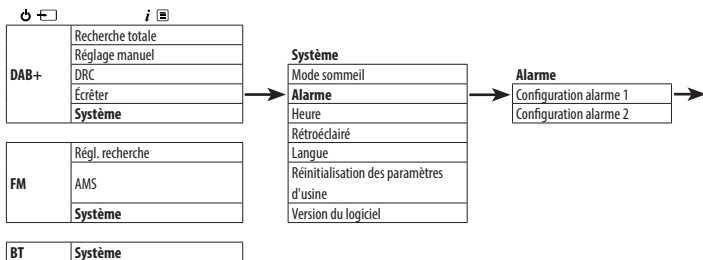 i
DAB+
Recherche totale
Réglage manuel
DRC
Écrêter
Système
FM
Régl. recherche
AMS
Système
BT
Système
Système
Mode sommeil
Alarme
Heure
Rétroéclairé
Langue
Réinitialisation des paramètres
d'usine
Version du logiciel
Alarme
Configuration alarme 1
Configuration alarme 2